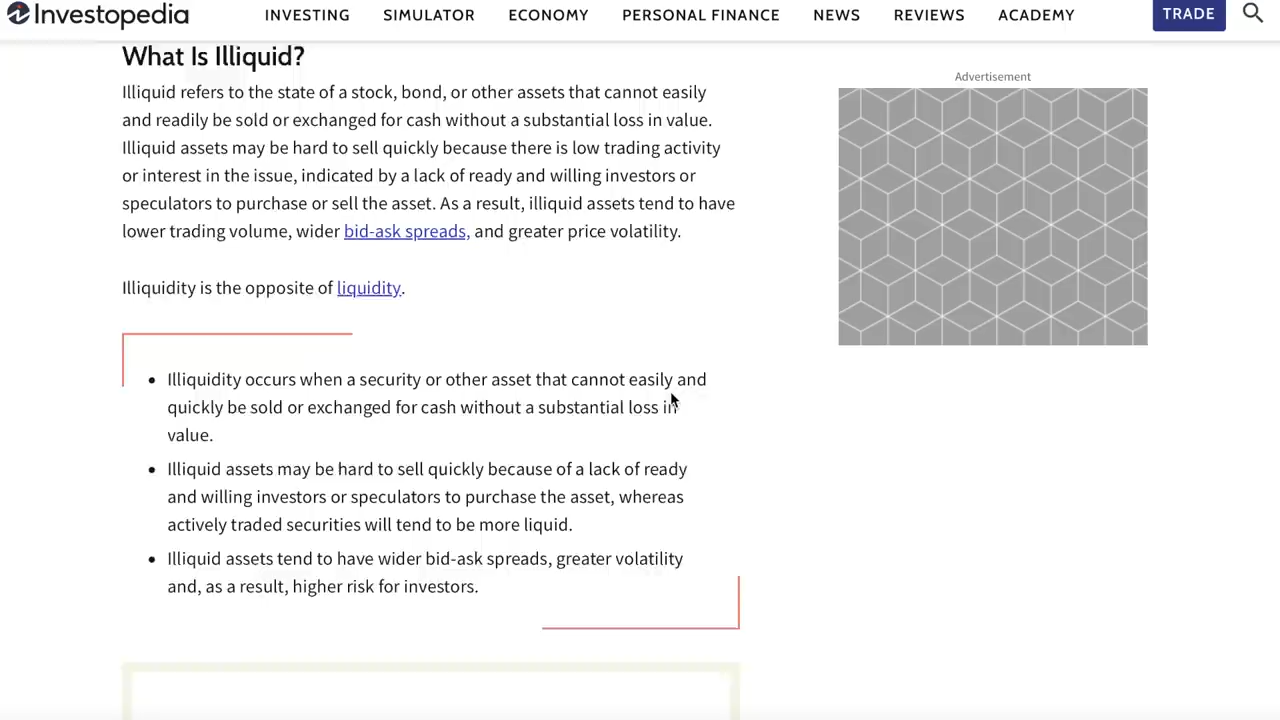 Investopedia
INVESTING SIMULATOR ECONOMY PERSONAL FINANCE NEWS REVIEWS ACADEMY TRADE
What Is Illiquid?
Illiquid refers to the state of a stock, bond, or other assets that cannot easily
and readily be sold or exchanged for cash without a substantial loss in value.
Illiquid assets may be hard to sell quickly because there is low trading activity
or interest in the issue, indicated by a lack of ready and willing investors or
speculators to purchase or sell the asset. As a result, illiquid assets tend to have
lower trading volume, wider bid-ask spreads, and greater price volatility.
Illiquidity is the opposite of liquidity.
Illiquidity occurs when a security or other asset that cannot easily and
quickly be sold or exchanged for cash without a substantial loss in
value.
Illiquid assets may be hard to sell quickly because of a lack of ready
and willing investors or speculators to purchase the asset, whereas
actively traded securities will tend to be more liquid.
Illiquid assets tend to have wider bid-ask spreads, greater volatility
and, as a result, higher risk for investors.
Advertisement